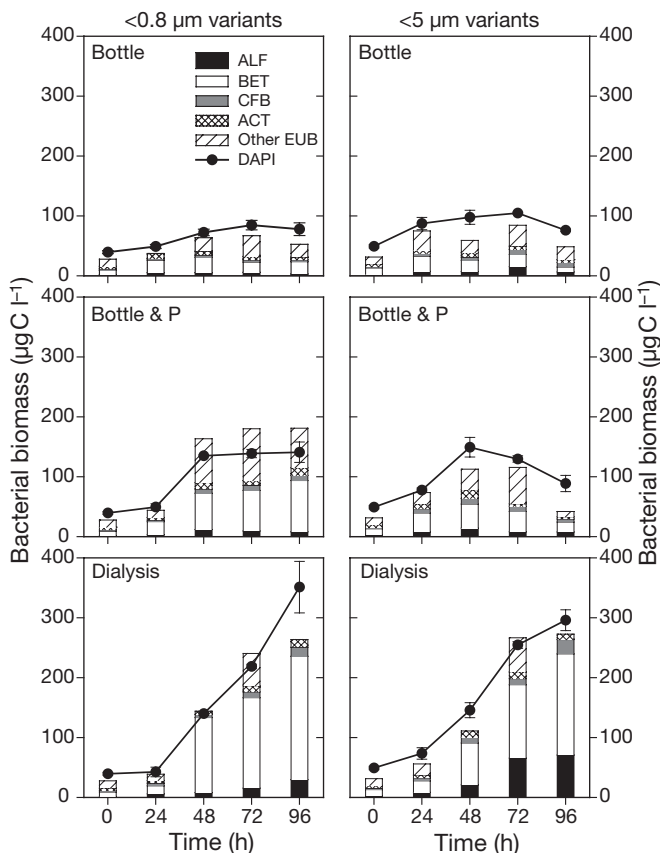 <0.8 µm variants
<5 µm variants
Bottle
ALF
BET
CFB
ACT
Other EUB
DAPI
400
300
200
100
0
Bottle
400
300
200
100
0
Bottle & P
400
300
200
100
0
Bottle & P
400
300
200
100
0
Dialysis
400
300
200
100
0
Dialysis
400
300
200
100
0
Bacterial biomass (µg C l⁻¹)
Bacterial biomass (µg C l⁻¹)
0 24 48 72 96
0 24 48 72 96
Time (h)
Time (h)